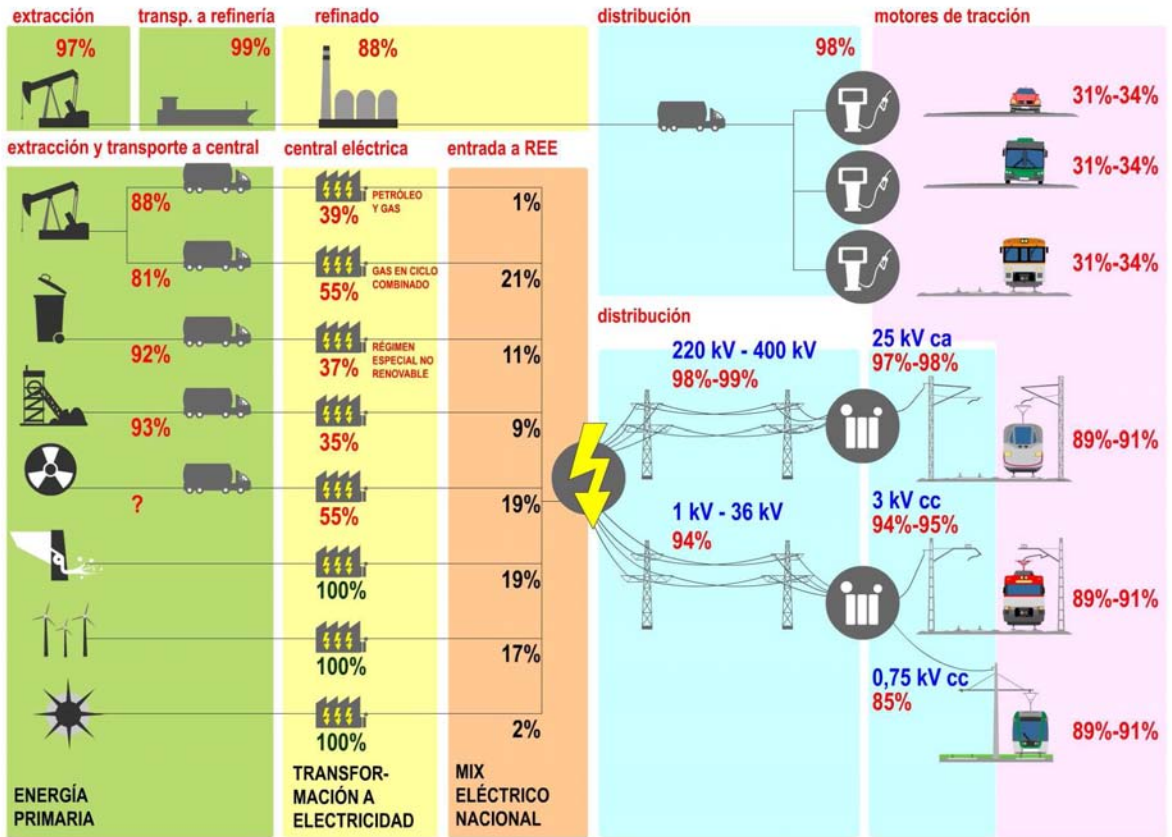 extracción
transp. a refinería
refinado
distribución
motores de tracción
97%
99%
88%
98%
31%-34%
31%-34%
31%-34%
extracción y transporte a central
central eléctrica
entrada a REE
88%
39%
PETRÓLEO
Y GAS
1%
81%
55%
GAS EN CICLO
COMBINADO
21%
92%
37%
RÉGIMEN
ESPECIAL NO
RENOVABLE
11%
93%
35%
9%
?
55%
19%
100%
19%
100%
17%
100%
2%
distribución
220 kV - 400 kV
98%-99%
25 kV ca
97%-98%
89%-91%
1 kV - 36 kV
94%
3 kV cc
94%-95%
89%-91%
0,75 kV cc
85%
89%-91%
ENERGÍA
PRIMARIA
TRANSFOR-
MACIÓN A
ELECTRICIDAD
MIX
ELÉCTRICO
NACIONAL